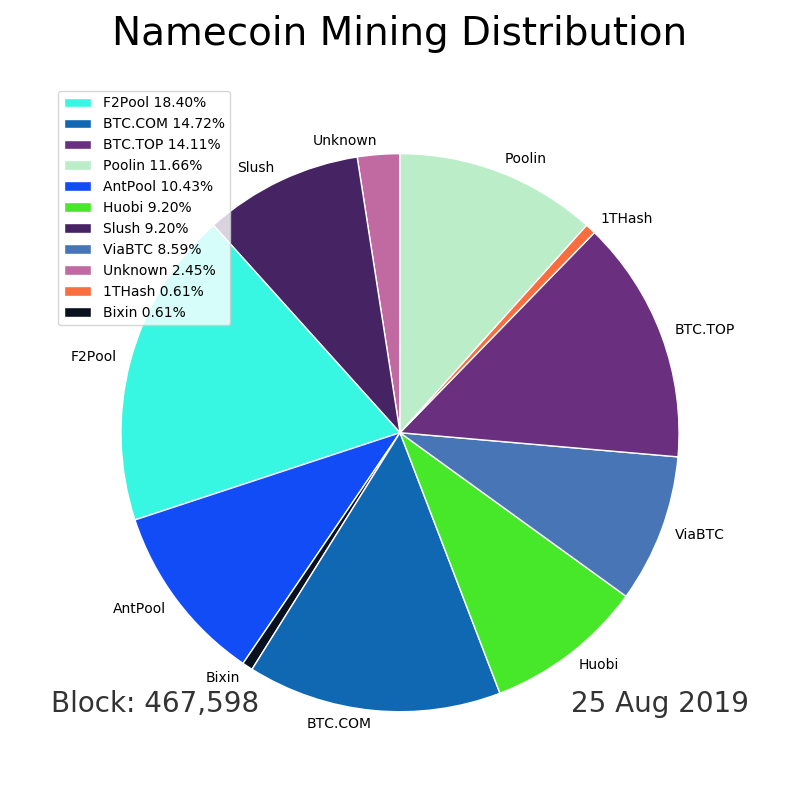 Namecoin Mining Distribution
F2Pool 18.40%
BTC.COM 14.72%
BTC.TOP 14.11%
Poolin 11.66%
AntPool 10.43%
Huobi 9.20%
Slush 9.20%
ViaBTC 8.59%
Unknown 2.45%
1THash 0.61%
Bixin 0.61%
Unknown
Poolin
Slush
1THash
BTC.TOP
F2Pool
ViaBTC
AntPool
Huobi
Bixin
BTC.COM
Block: 467,598
25 Aug 2019